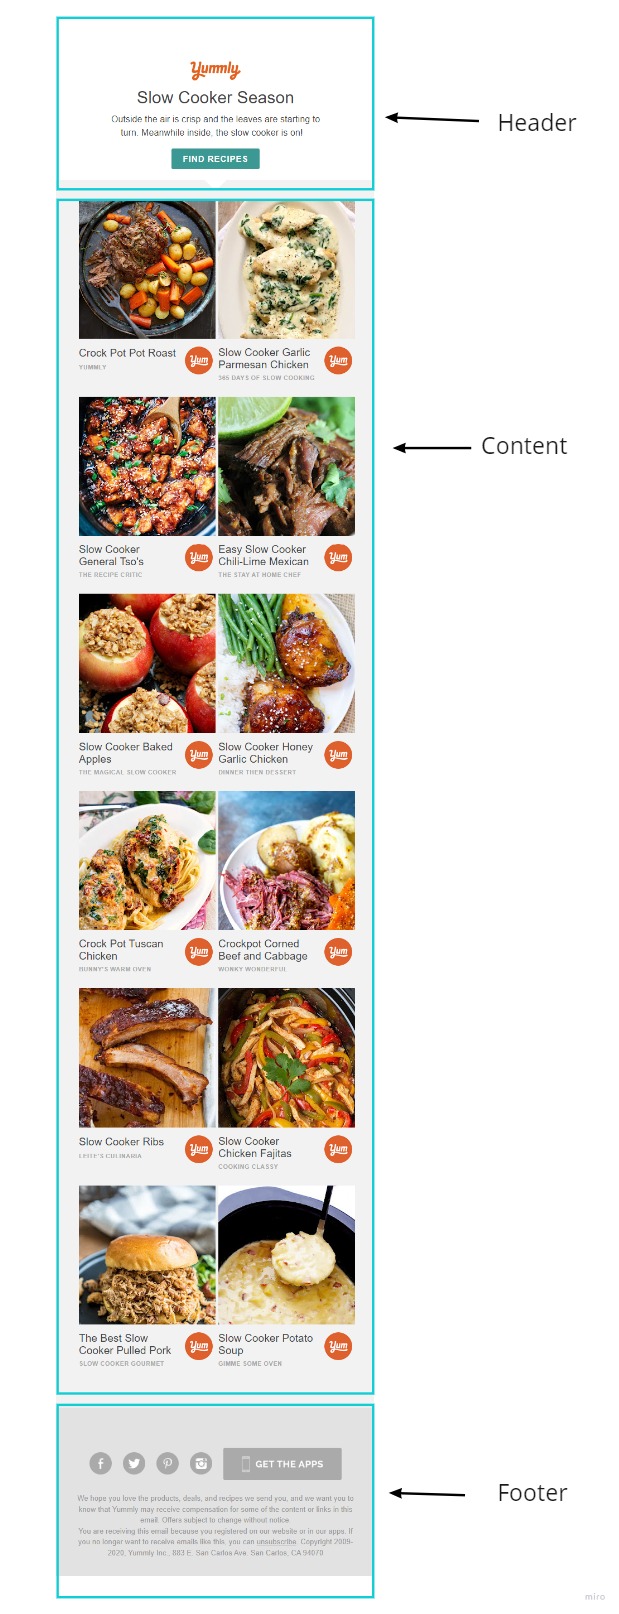 Yummly
Slow Cooker Season
Outside the air is crisp and the leaves are starting to
turn. Meanwhile inside, the slow cooker is on!
FIND RECIPES
Header
Crock Pot Pot Roast
YUMMLY
Yum
Slow Cooker Garlic
Parmesan Chicken
365 DAYS OF SLOW COOKING
Yum
Content
Slow Cooker
General Tso's
THE RECIPE CRITIC
Yum
Easy Slow Cooker
Chili-Lime Mexican
THE STAY AT HOME CHEF
Yum
Slow Cooker Baked
Apples
THE MAGICAL SLOW COOKER
Yum
Slow Cooker Honey
Garlic Chicken
DINNER THEN DESSERT
Yum
Crock Pot Tuscan
Chicken
BUNNY'S WARM OVEN
Yum
Crockpot Corned
Beef and Cabbage
WONKY WONDERFUL
Yum
Slow Cooker Ribs
LEITE'S CULINARIA
Yum
Slow Cooker
Chicken Fajitas
COOKING CLASSY
Yum
The Best Slow
Cooker Pulled Pork
SLOW COOKER GOURMET
Yum
Slow Cooker Potato
Soup
GIMME SOME OVEN
Yum
GET THE APPS
Footer
We hope you love the products, deals, and recipes we send you, and we want you to
know that Yummly may receive compensation for some of the content or links in this
email. Offers subject to change without notice.
You are receiving this email because you registered on our website or in our apps. If
you no longer want to receive emails like this, you can unsubscribe. Copyright 2009-
2020, Yummly Inc., 883 E. San Carlos Ave. San Carlos, CA 94070
miro